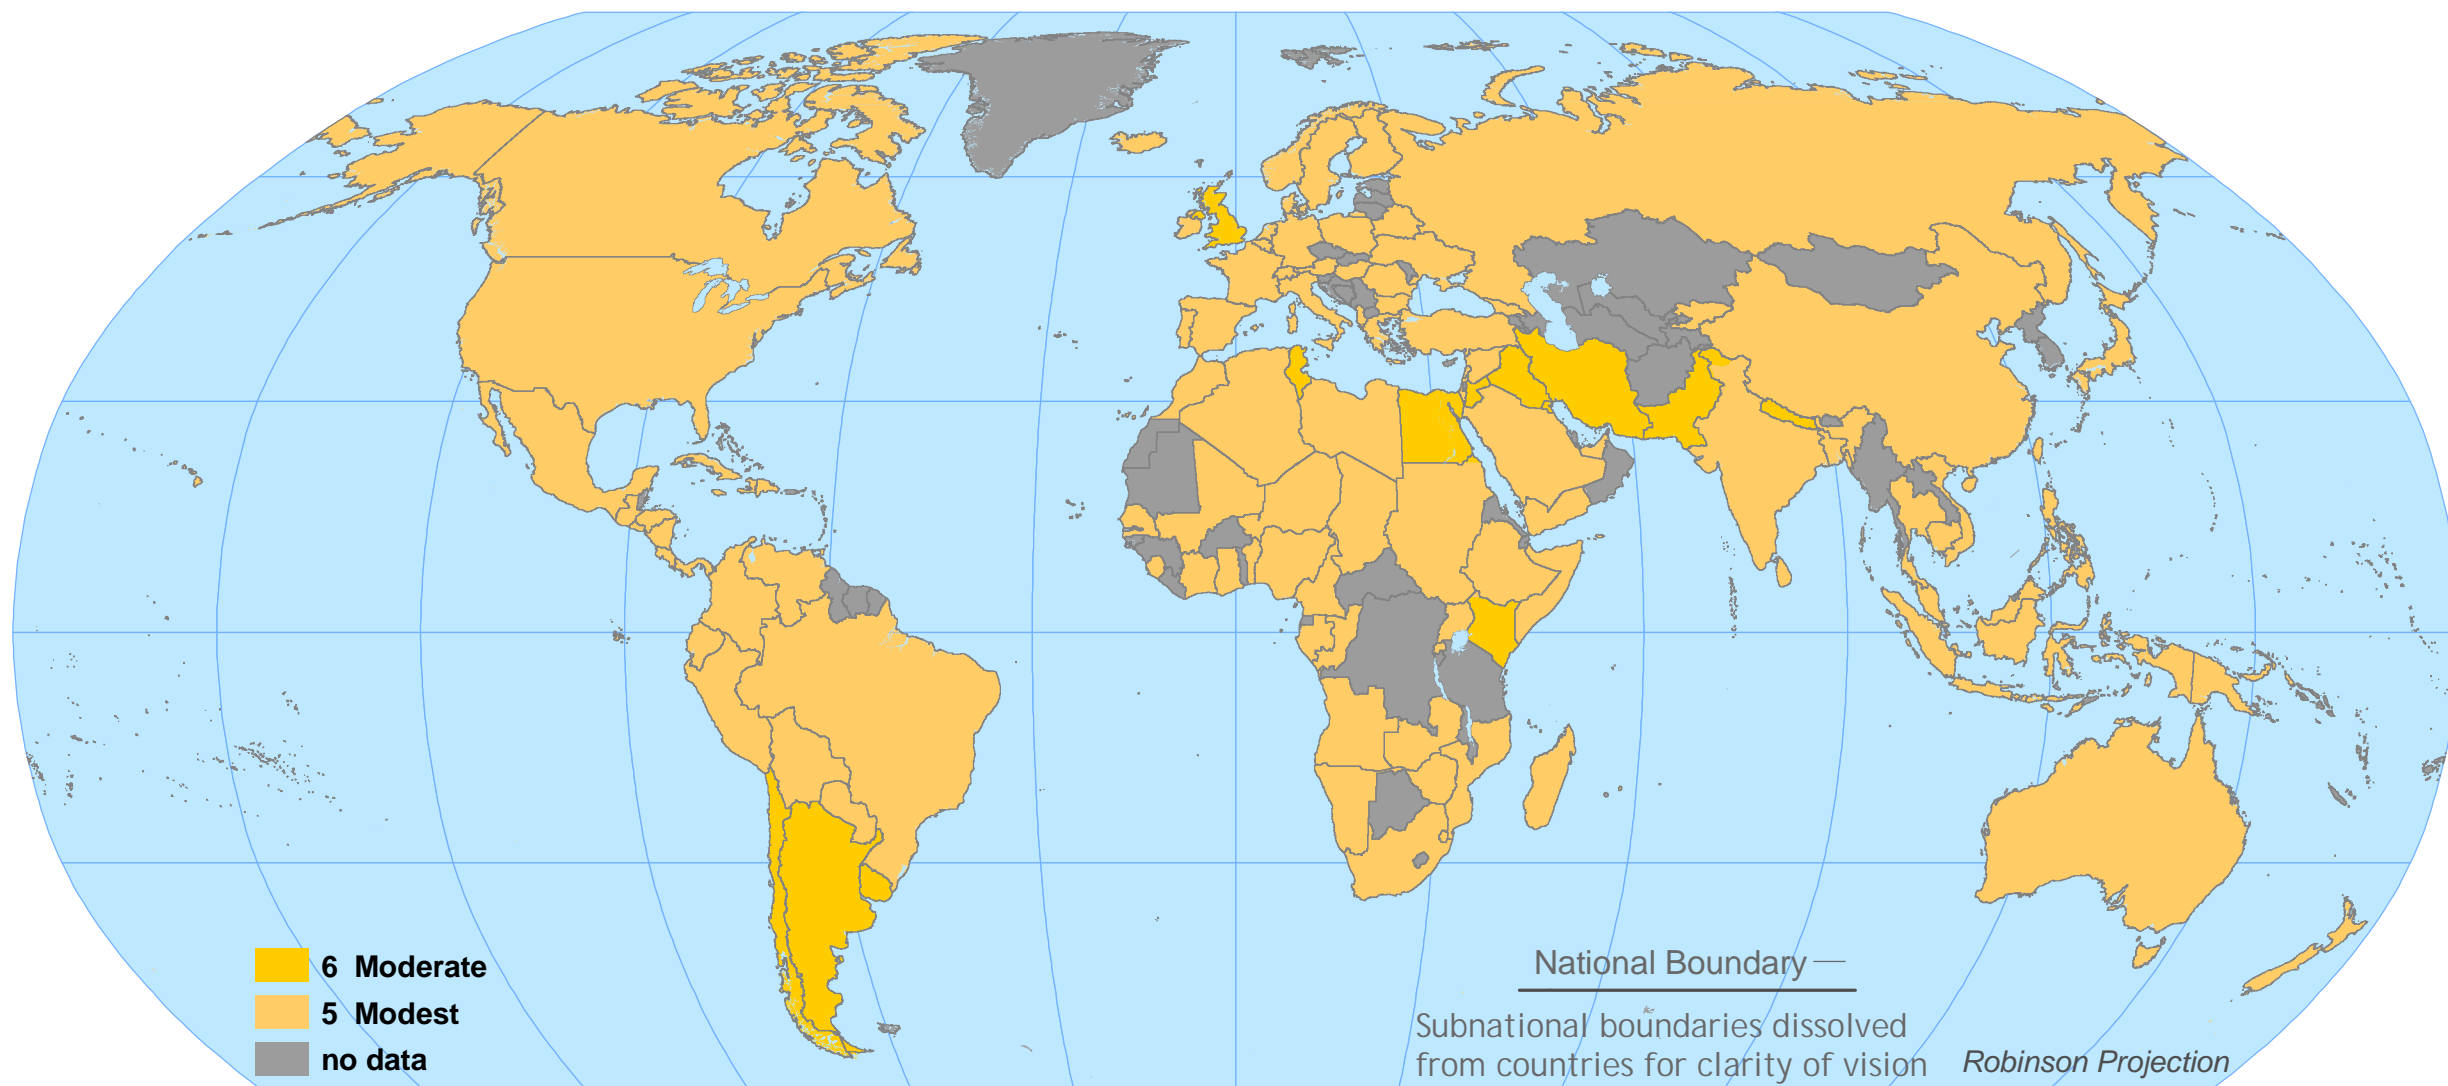 6 Moderate
5 Modest
no data
National Boundary
Subnational boundaries dissolved
from countries for clarity of vision
Robinson Projection